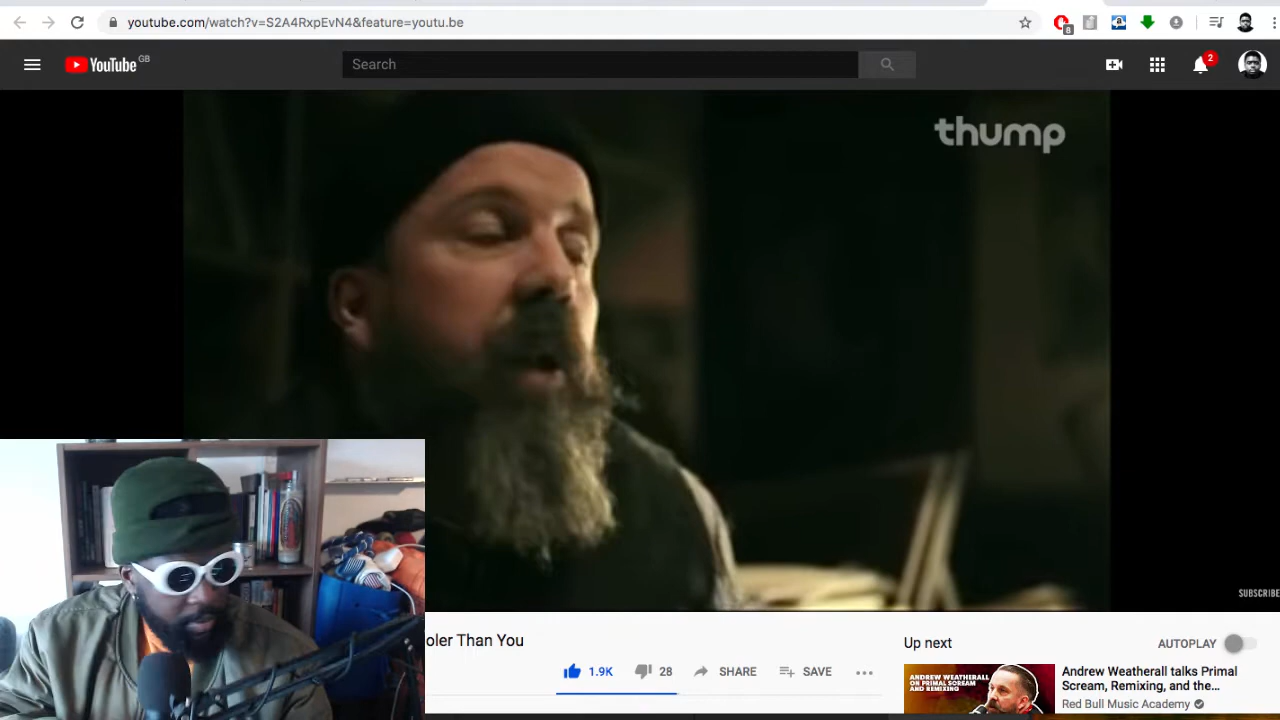 youtube.com/watch?v=S2A4RxpEvN4&feature=youtu.be
8
YouTube GB
Search
2
thump
SUBSCRIBE
oler Than You
1.9K
28
SHARE
SAVE
Up next
AUTOPLAY
ANDREW WEATHERALL
ON PRIMAL SCREAM
AND REMIXING
Andrew Weatherall talks Primal
Scream, Remixing, and the...
Red Bull Music Academy